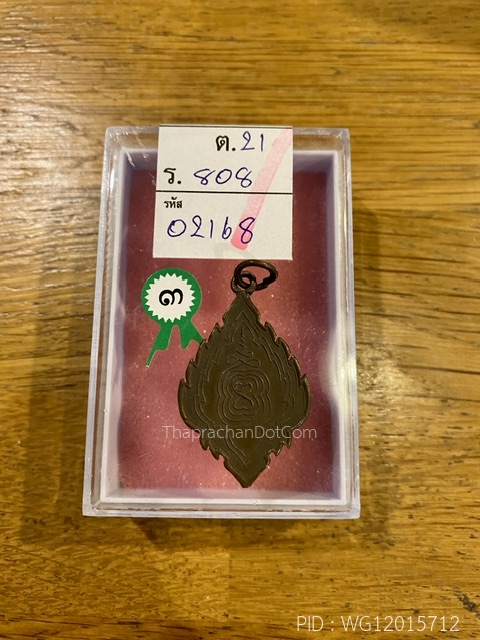 ต. 21
ร. 808
รหัส
02168
๓
ThaprachanDotCom
PID : WG12015712